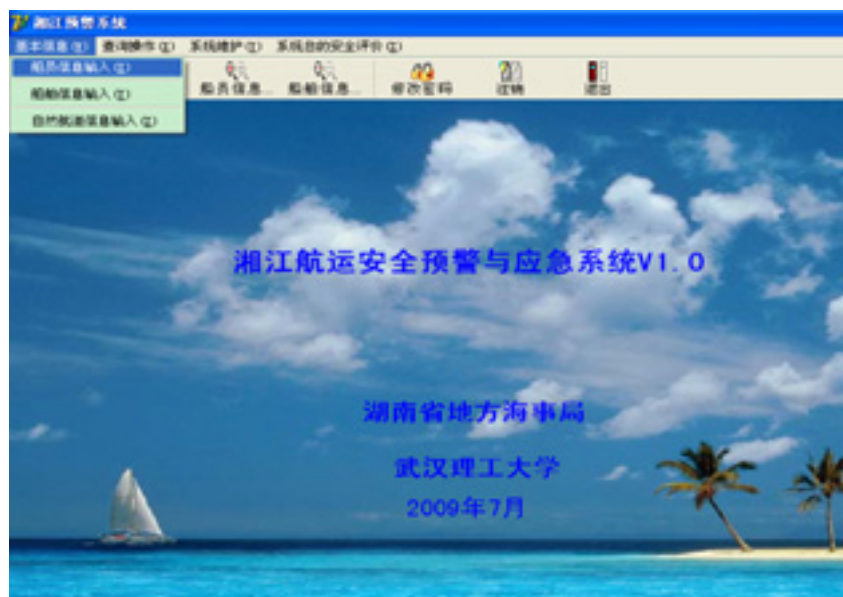 湘江预警系统
基本信息(B) 查询操作 系统维护 系统自的安全评价
船员信息输入
船舶信息输入
自然航道信息输入
船员信息... 船舶信息... 修改密码 注销 退出
湘江航运安全预警与应急系统V1.0
湖南省地方海事局
武汉理工大学
2009年7月